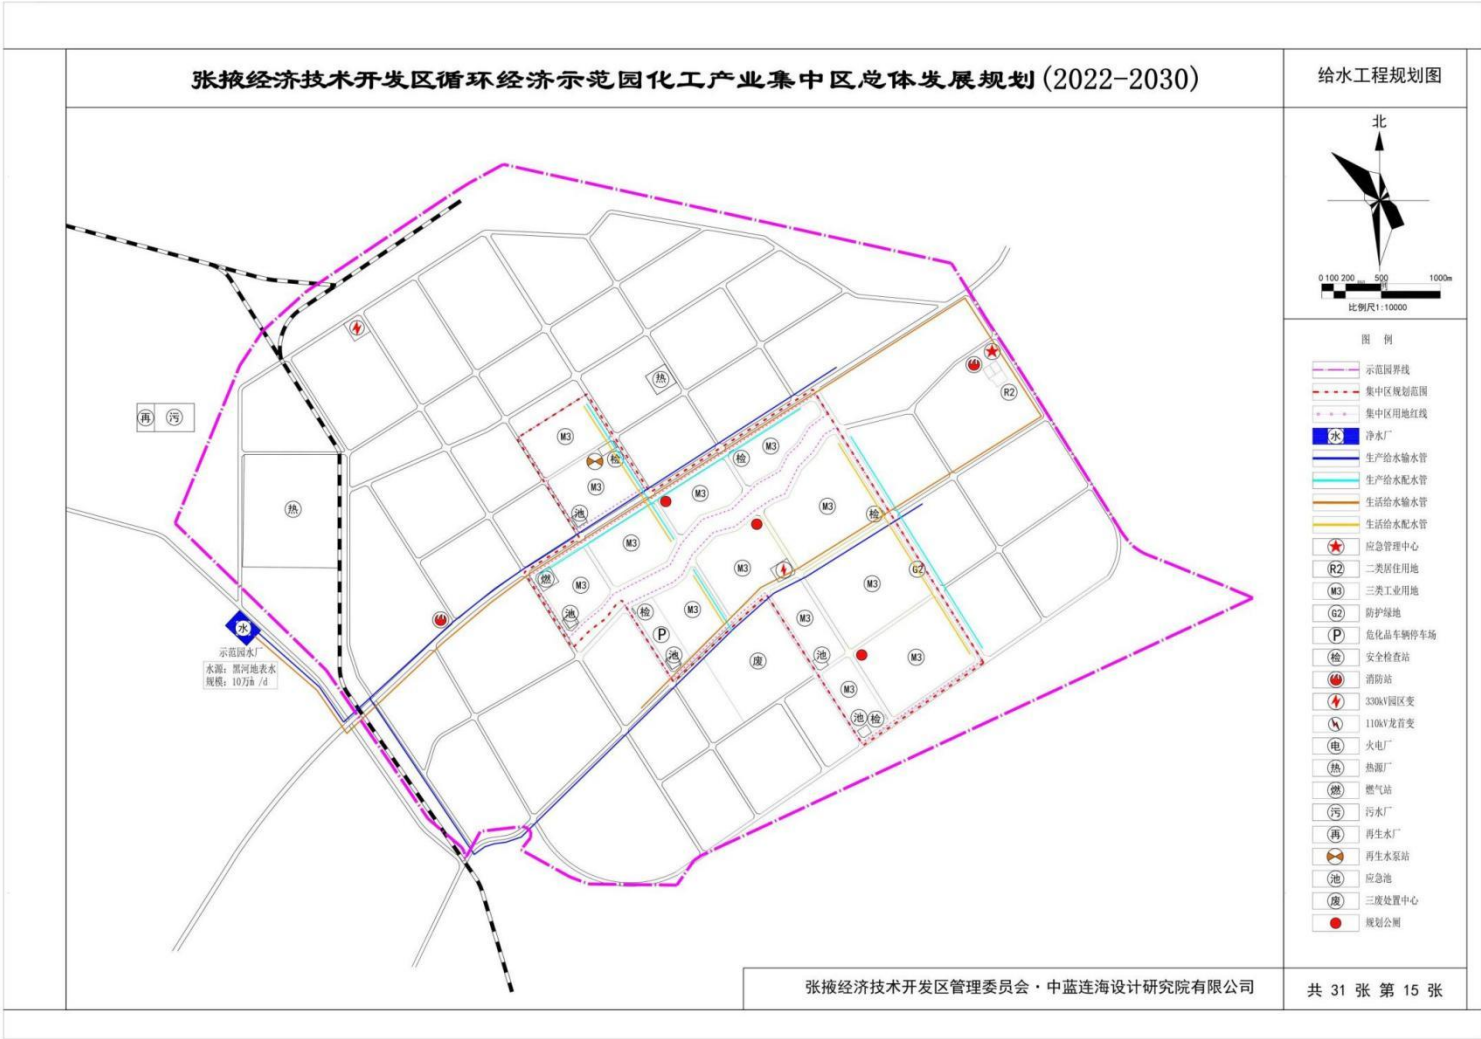 张掖经济技术开发区循环经济示范园化工产业集中区总体发展规划(2022-2030)
给水工程规划图
北
0 100 200 500 1000m
比例尺1:10000
图 例
示范园界线
集中区规划范围
集中区用地红线
水 净水厂
生产给水输水管
生产给水配水管
生活给水输水管
生活给水配水管
应急管理中心
R2 二类居住用地
M3 三类工业用地
G2 防护绿地
P 危化品车辆停车场
检 安全检查站
消防站
330kV园区变
110kV龙首变
电 火电厂
热 热源厂
燃 燃气站
污 污水厂
再 再生水厂
再生水泵站
池 应急池
废 三废处置中心
规划公厕
热
R2
再 污
M3
检
M3
检
M3
M3
M3
热
池
M3
检
M3
燃
M3
M3
M3
G2
池
检
M3
M3
水
P
示范园水厂
水源：黑河地表水
规模：10万m³/d
池
废
池
M3
M3
池 检
张掖经济技术开发区管理委员会·中蓝连海设计研究院有限公司
共 31 张 第 15 张